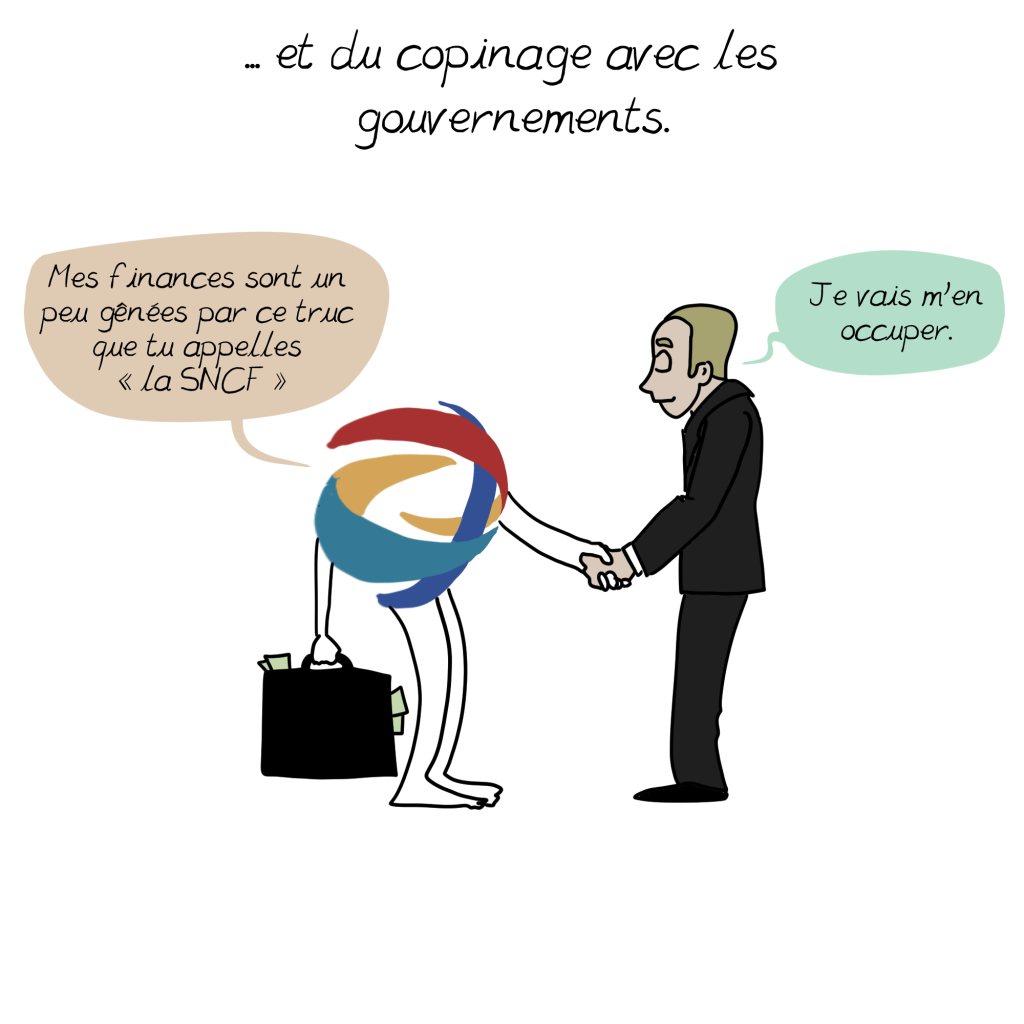 ... et du copinage avec les
gouvernements.
Mes finances sont un
peu gênées par ce truc
que tu appelles
« la SNCF »
Je vais m'en
occuper.